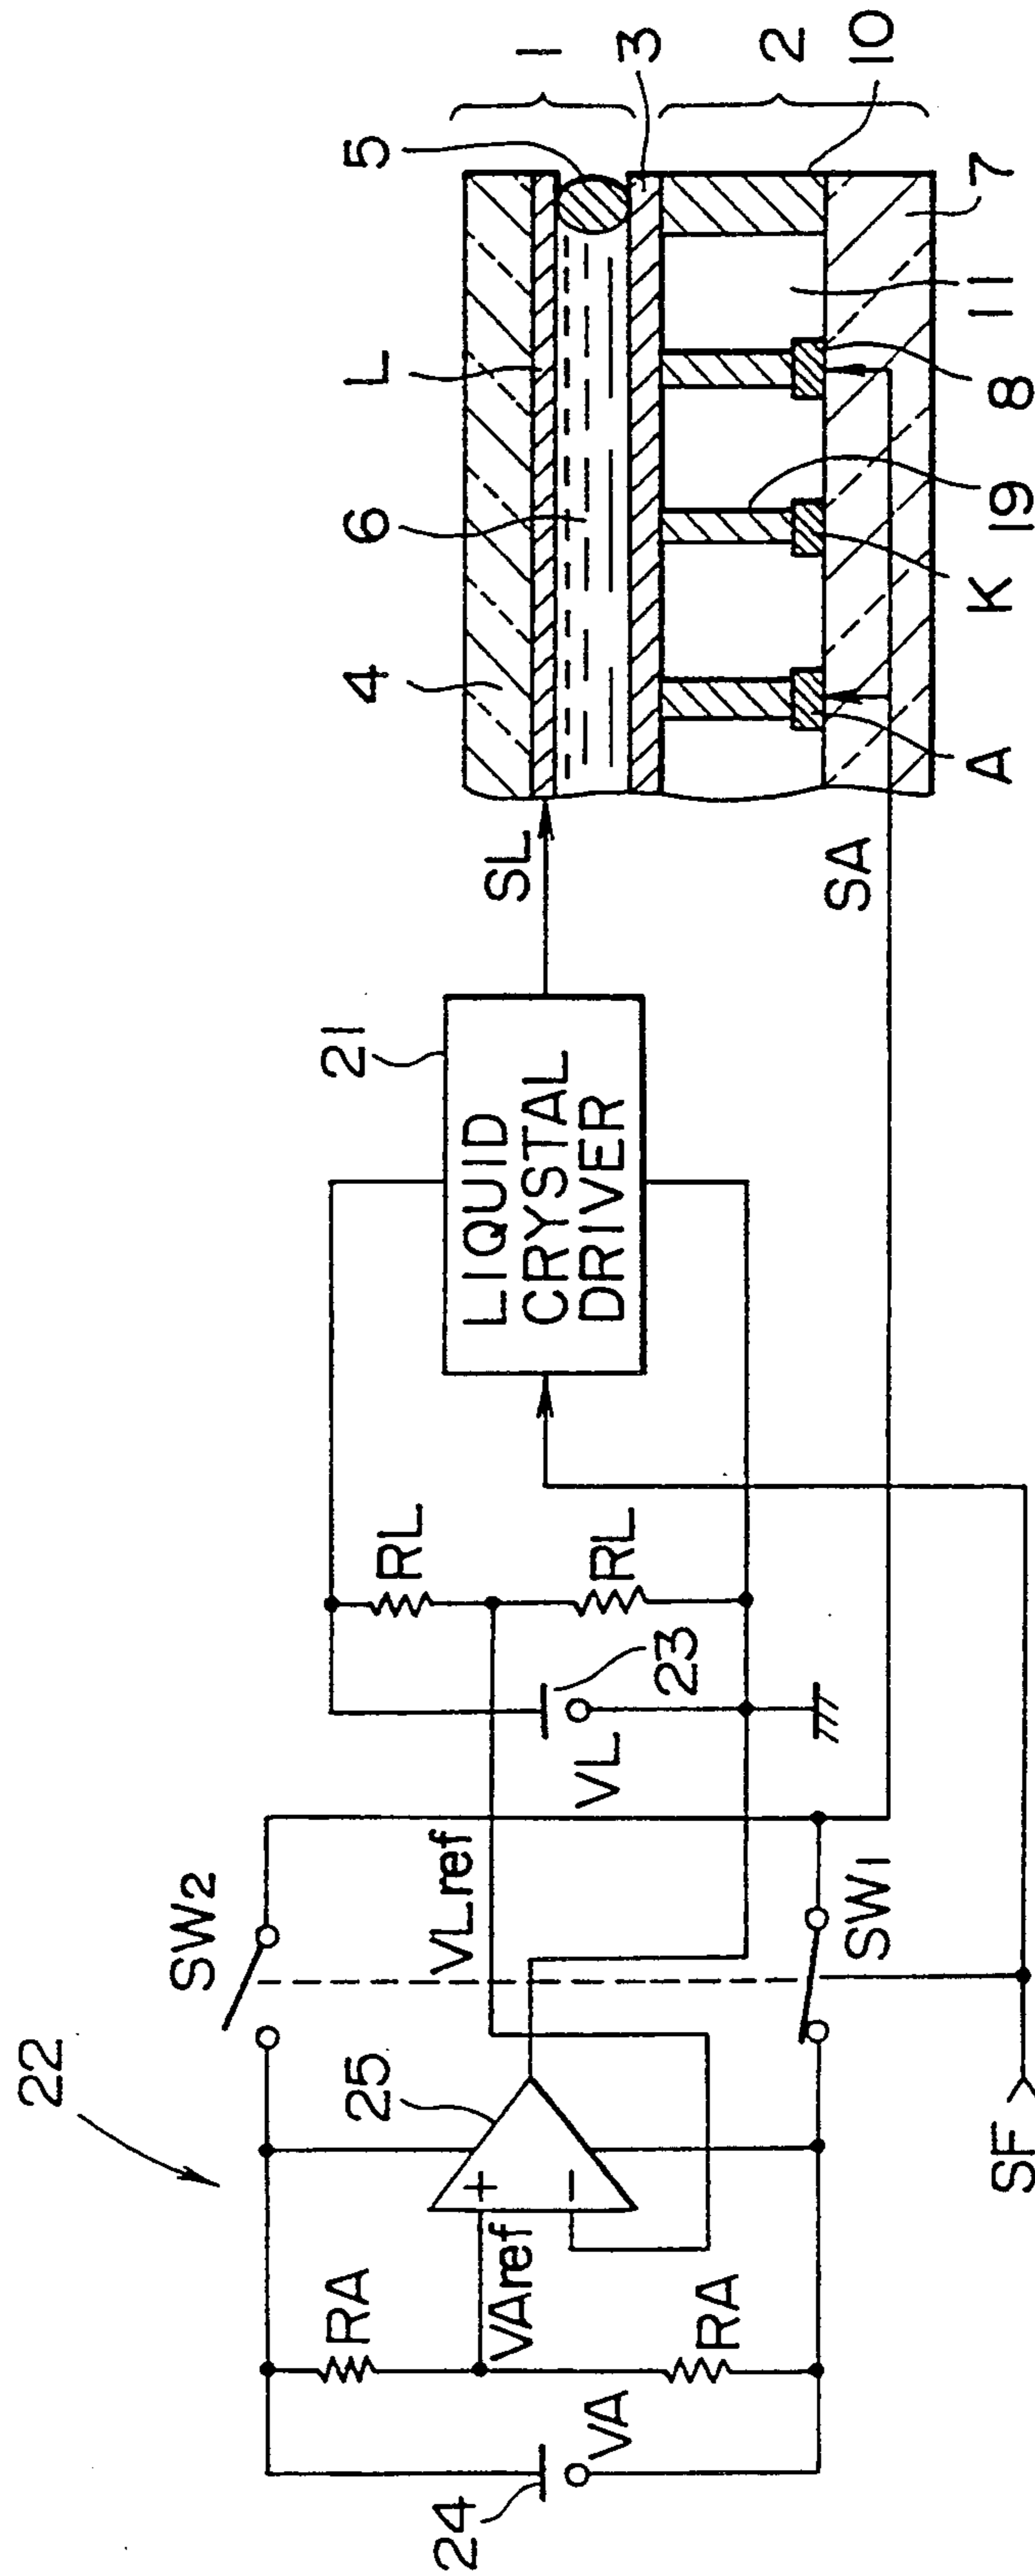 22
SW2
24
VA
RA
RA
VAref
25
VLref
SW1
SF
VL
23
RL
RL
21
LIQUID
CRYSTAL
DRIVER
SL
SA
4
6
L
5
1
3
2
10
A
K
19
8
11
7